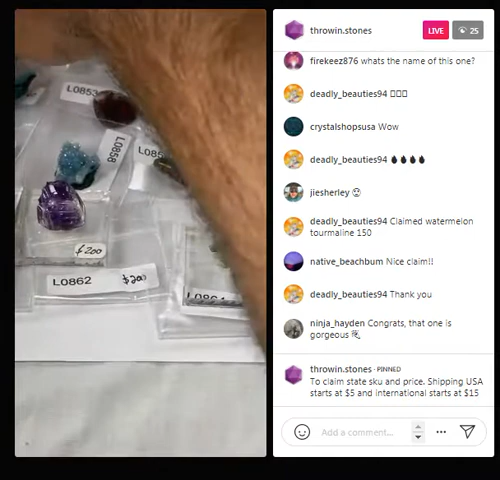 L0853
L0858
L085
$200
L0862 $200
L0864
throwin.stones LIVE 25
firekeez876 whats the name of this one?
deadly_beauties94
crystalshopsusa Wow
deadly_beauties94
jiesherley
deadly_beauties94 Claimed watermelon
tourmaline 150
native_beachbum Nice claim!!
deadly_beauties94 Thank you
ninja_hayden Congrats, that one is
gorgeous
throwin.stones · PINNED
To claim state sku and price. Shipping USA
starts at $5 and international starts at $15
Add a comment...